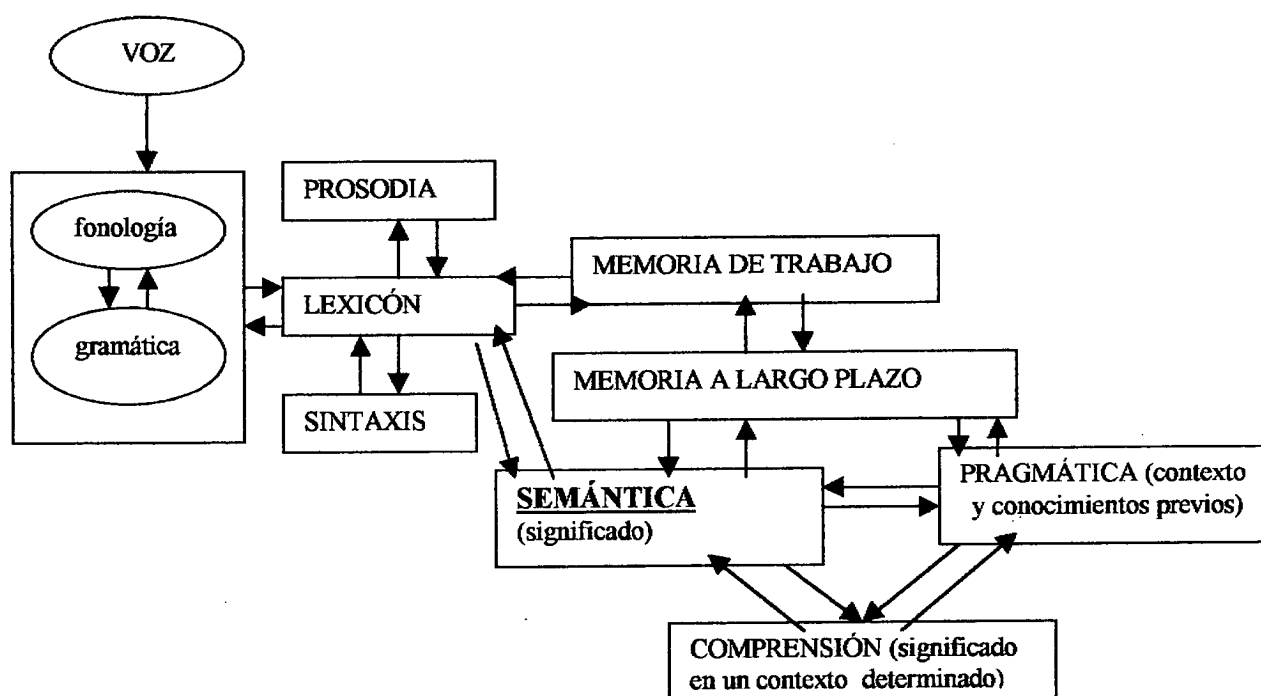 VOZ
fonología
gramática
PROSODIA
LEXICÓN
SINTAXIS
MEMORIA DE TRABAJO
MEMORIA A LARGO PLAZO
SEMÁNTICA
(significado)
PRAGMÁTICA (contexto
y conocimientos previos)
COMPRENSIÓN (significado
en un contexto determinado)